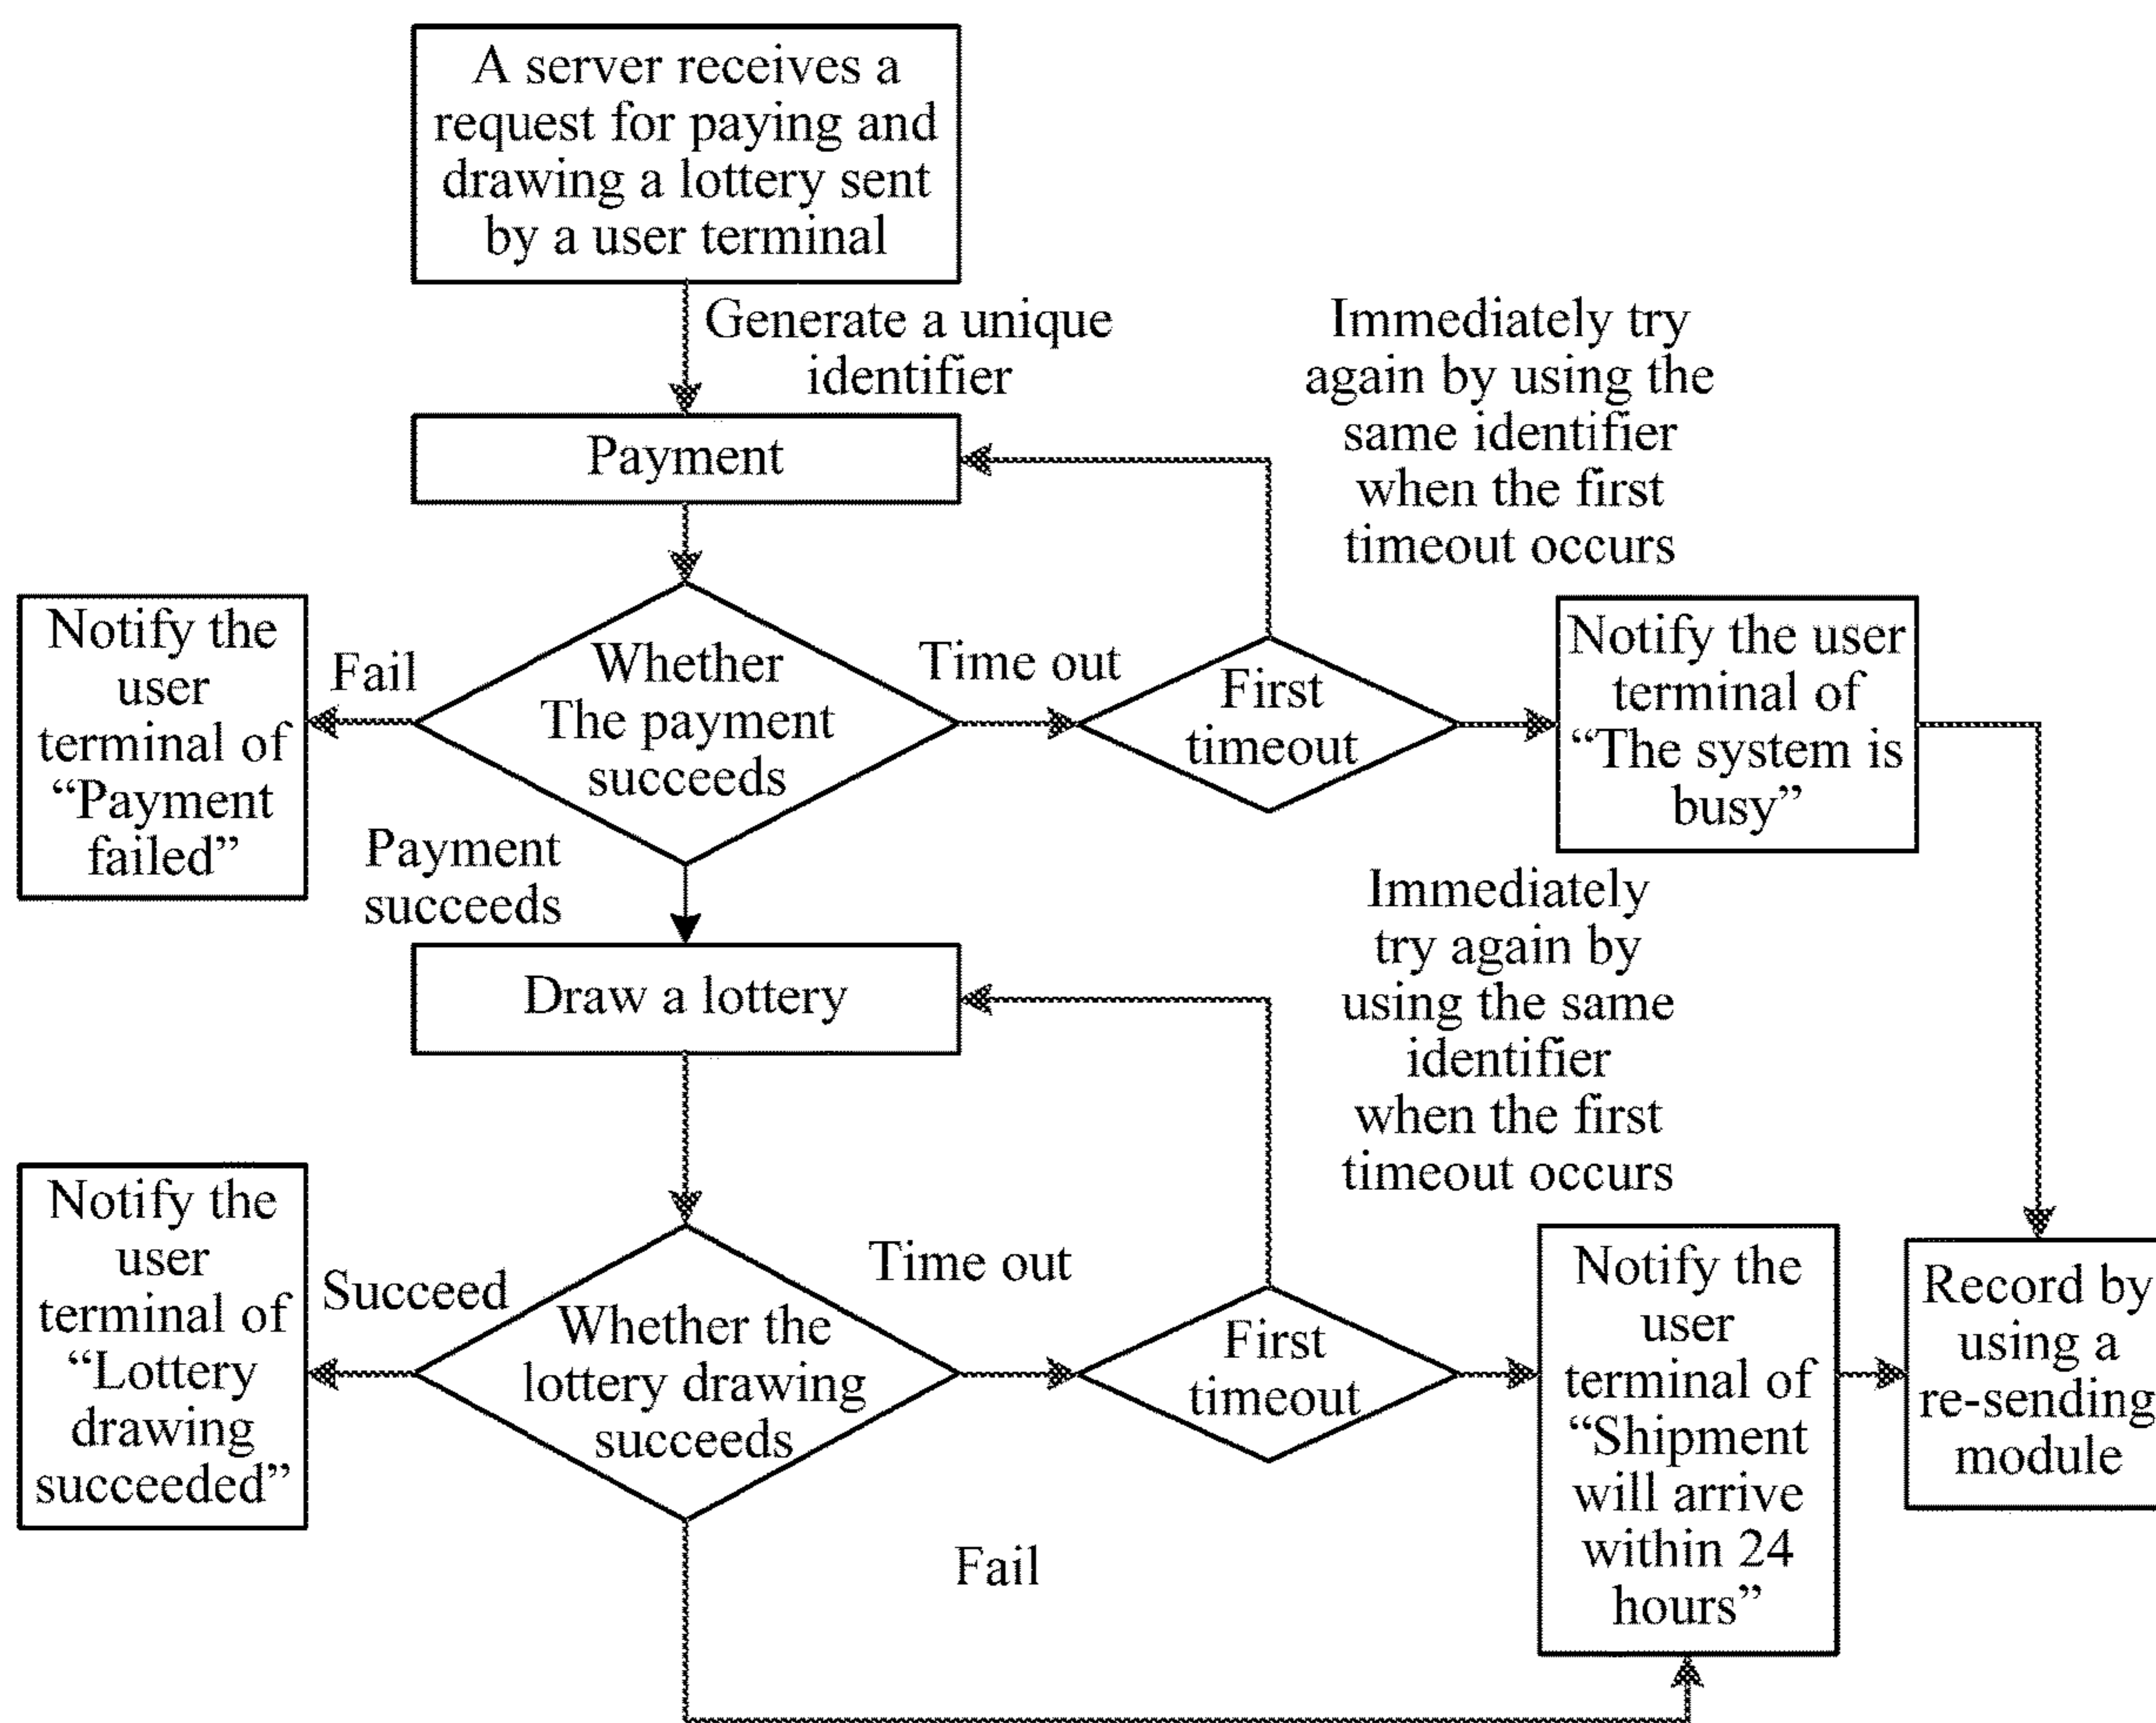 A server receives a
request for paying and
drawing a lottery sent
by a user terminal
Generate a unique
identifier
Immediately try
again by using the
same identifier
when the first
timeout occurs
Payment
Notify the
user
terminal of
“Payment
failed”
Fail
Whether
The payment
succeeds
Time out
First
timeout
Notify the user
terminal of
“The system is
busy”
Payment
succeeds
Immediately
try again by
using the same
identifier
when the first
timeout occurs
Draw a lottery
Notify the
user
terminal of
“Lottery
drawing
succeeded”
Succeed
Whether the
lottery drawing
succeeds
Time out
First
timeout
Notify the
user
terminal of
“Shipment
will arrive
within 24
hours”
Record by
using a
re-sending
module
Fail